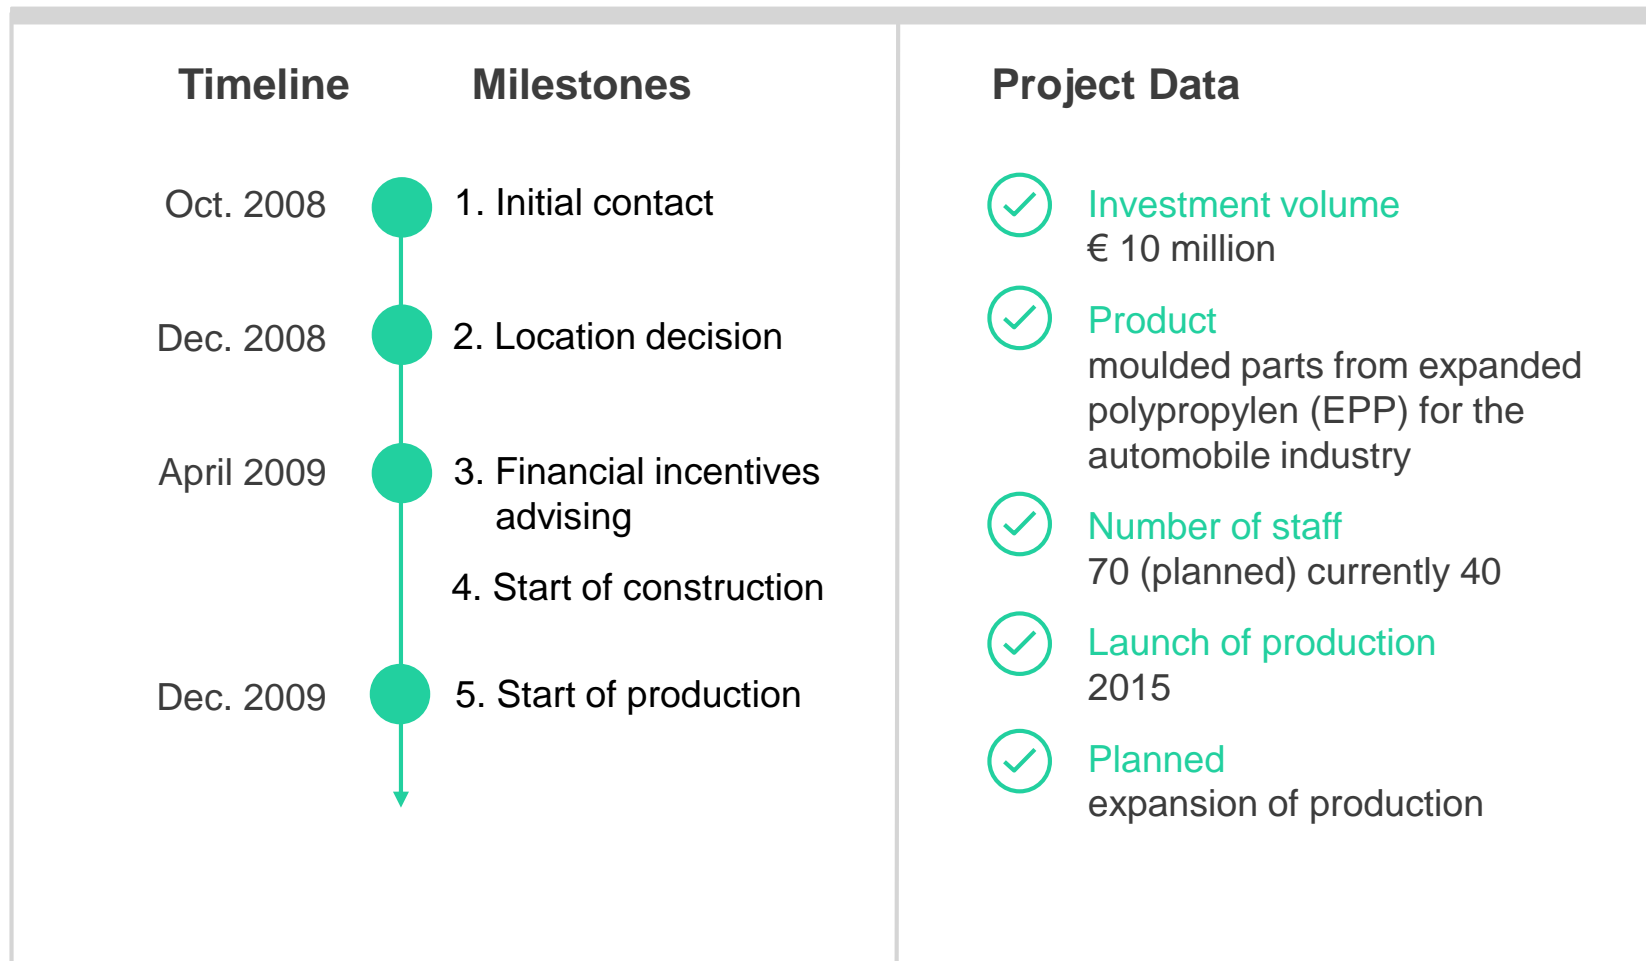 Timeline
Milestones
Oct. 2008
1. Initial contact
Dec. 2008
2. Location decision
April 2009
3. Financial incentives
advising
4. Start of construction
Dec. 2009
5. Start of production
Project Data
Investment volume
€ 10 million
Product
moulded parts from expanded
polypropylen (EPP) for the
automobile industry
Number of staff
70 (planned) currently 40
Launch of production
2015
Planned
expansion of production